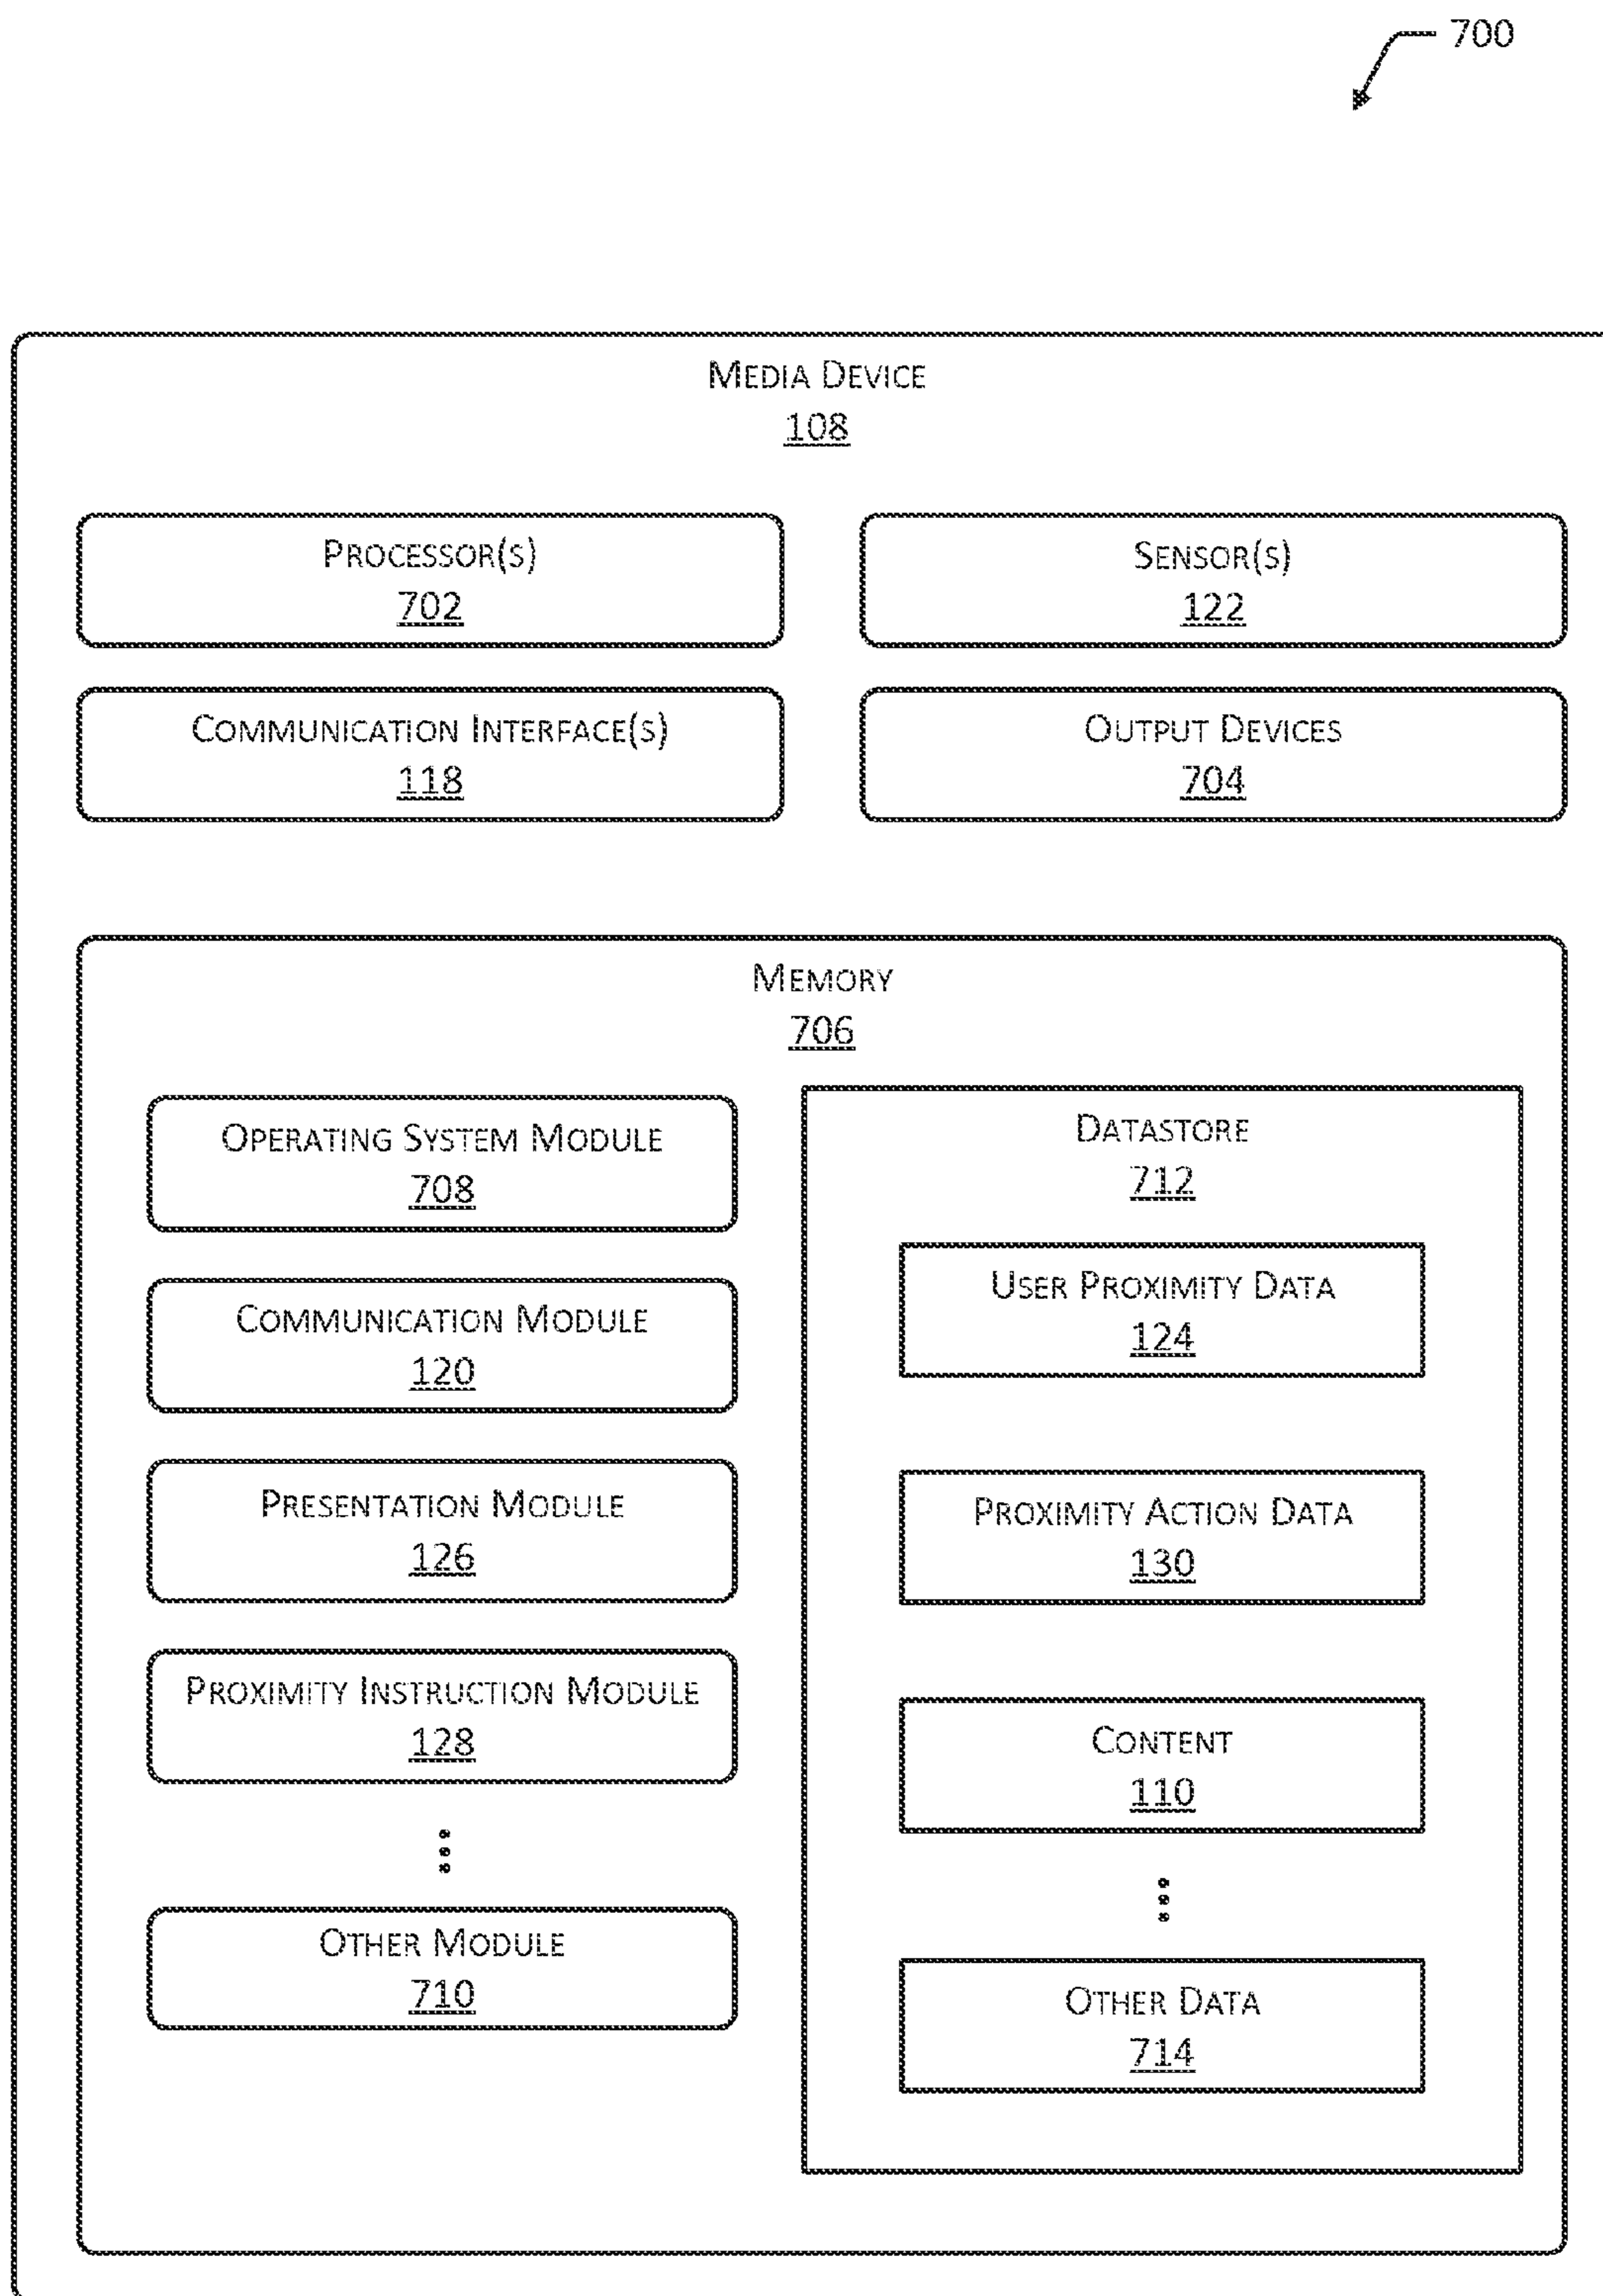 700
MEDIA DEVICE
108
PROCESSOR(S)
702
SENSOR(S)
122
COMMUNICATION INTERFACE(S)
118
OUTPUT DEVICES
704
MEMORY
706
OPERATING SYSTEM MODULE
708
COMMUNICATION MODULE
120
PRESENTATION MODULE
126
PROXIMITY INSTRUCTION MODULE
128
OTHER MODULE
710
DATASTORE
712
USER PROXIMITY DATA
124
PROXIMITY ACTION DATA
130
CONTENT
110
OTHER DATA
714